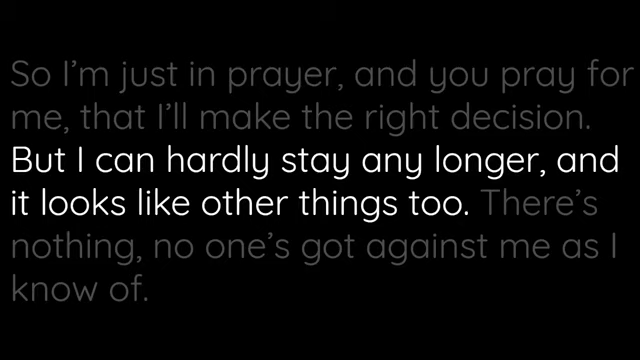 So I'm just in prayer, and you pray for
me, that I'll make the right decision.
But I can hardly stay any longer, and
it looks like other things too. There's
nothing, no one's got against me as I
know of.